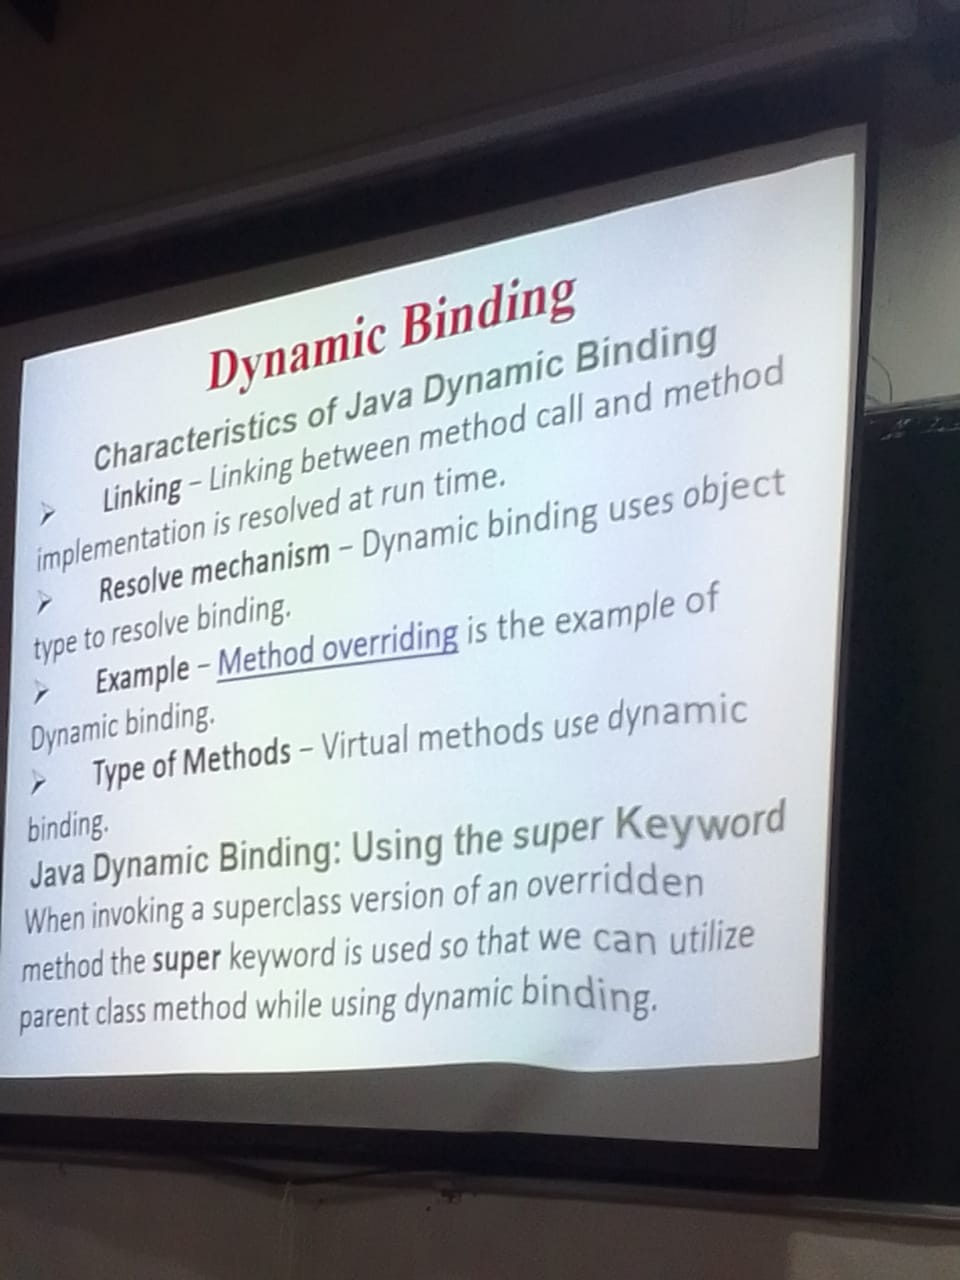 Dynamic Binding
Characteristics of Java Dynamic Binding
➢ Linking – Linking between method call and method
implementation is resolved at run time.
➢ Resolve mechanism – Dynamic binding uses object
type to resolve binding.
➢ Example – Method overriding is the example of
Dynamic binding.
➢ Type of Methods – Virtual methods use dynamic
binding.
Java Dynamic Binding: Using the super Keyword
When invoking a superclass version of an overridden
method the super keyword is used so that we can utilize
parent class method while using dynamic binding.